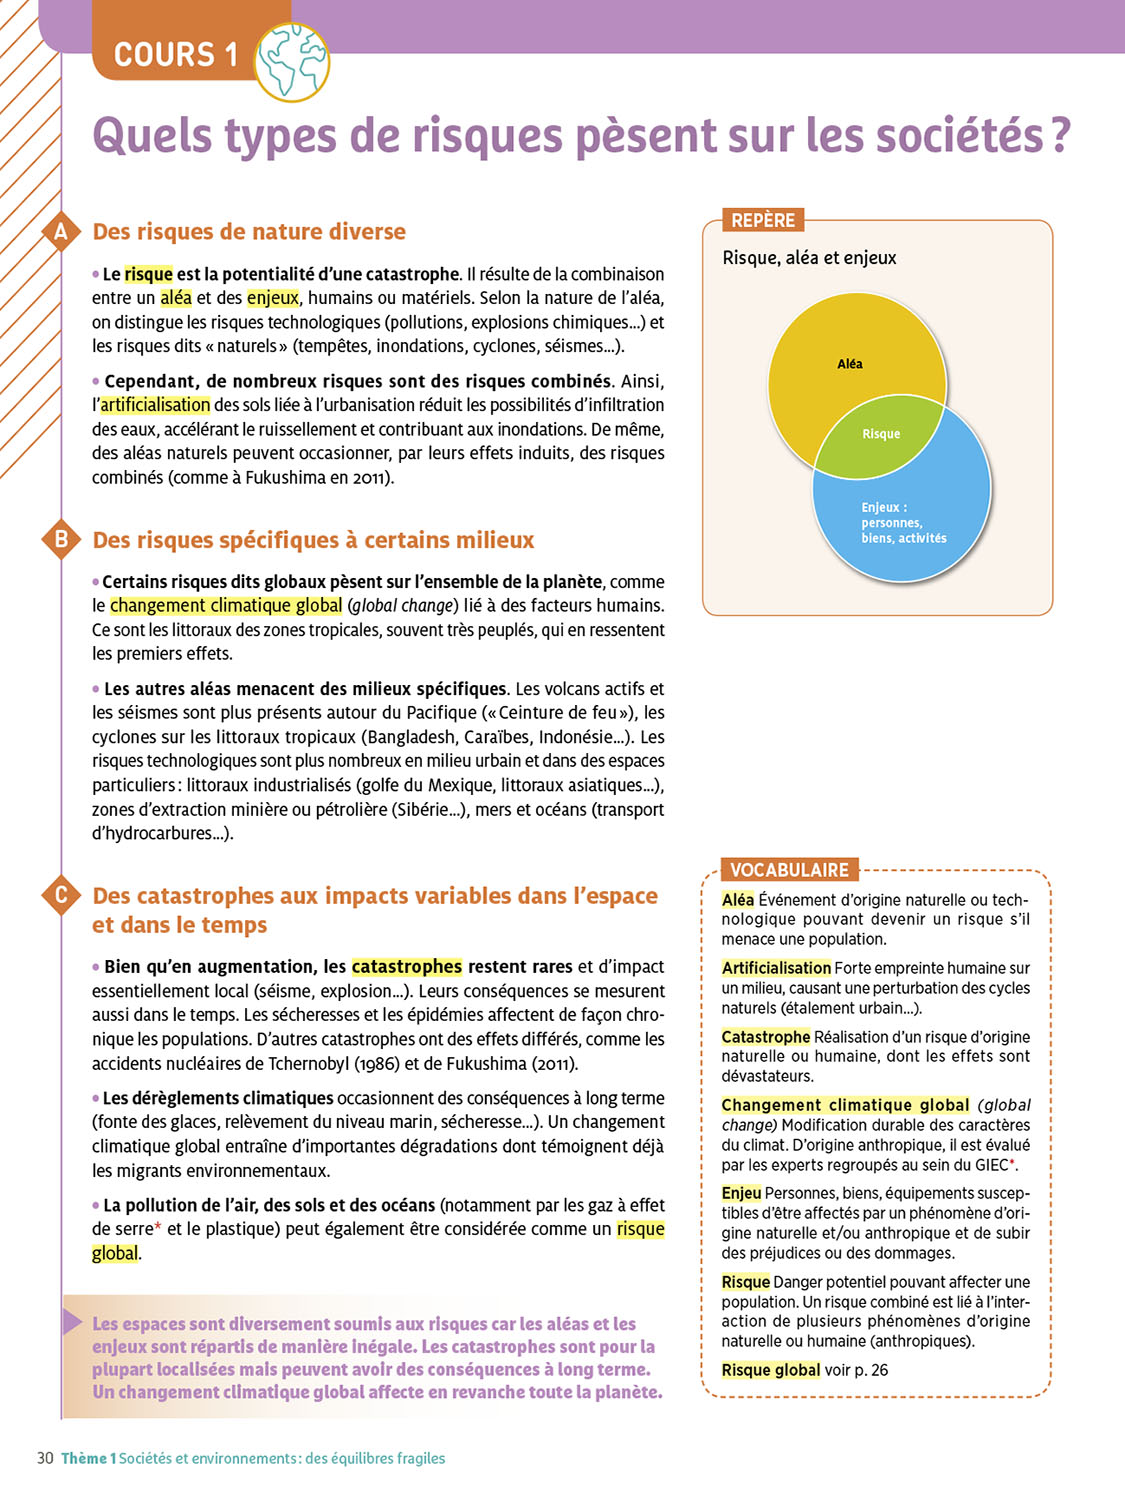 COURS 1
Quels types de risques pèsent sur les sociétés ?
A
Des risques de nature diverse
• Le risque est la potentialité d’une catastrophe. Il résulte de la combinaison
entre un aléa et des enjeux, humains ou matériels. Selon la nature de l’aléa,
on distingue les risques technologiques (pollutions, explosions chimiques...) et
les risques dits « naturels » (tempêtes, inondations, cyclones, séismes...).
• Cependant, de nombreux risques sont des risques combinés. Ainsi,
l’artificialisation des sols liée à l’urbanisation réduit les possibilités d’infiltration
des eaux, accélérant le ruissellement et contribuant aux inondations. De même,
des aléas naturels peuvent occasionner, par leurs effets induits, des risques
combinés (comme à Fukushima en 2011).
B
Des risques spécifiques à certains milieux
• Certains risques dits globaux pèsent sur l’ensemble de la planète, comme
le changement climatique global (global change) lié à des facteurs humains.
Ce sont les littoraux des zones tropicales, souvent très peuplés, qui en ressentent
les premiers effets.
• Les autres aléas menacent des milieux spécifiques. Les volcans actifs et
les séismes sont plus présents autour du Pacifique (« Ceinture de feu »), les
cyclones sur les littoraux tropicaux (Bangladesh, Caraïbes, Indonésie...). Les
risques technologiques sont plus nombreux en milieu urbain et dans des espaces
particuliers : littoraux industrialisés (golfe du Mexique, littoraux asiatiques...),
zones d’extraction minière ou pétrolière (Sibérie...), mers et océans (transport
d’hydrocarbures...).
C
Des catastrophes aux impacts variables dans l’espace
et dans le temps
• Bien qu’en augmentation, les catastrophes restent rares et d’impact
essentiellement local (séisme, explosion...). Leurs conséquences se mesurent
aussi dans le temps. Les sécheresses et les épidémies affectent de façon chro-
nique les populations. D’autres catastrophes ont des effets différés, comme les
accidents nucléaires de Tchernobyl (1986) et de Fukushima (2011).
• Les dérèglements climatiques occasionnent des conséquences à long terme
(fonte des glaces, relèvement du niveau marin, sécheresse...). Un changement
climatique global entraîne d’importantes dégradations dont témoignent déjà
les migrants environnementaux.
• La pollution de l’air, des sols et des océans (notamment par les gaz à effet
de serre* et le plastique) peut également être considérée comme un risque
global.
Les espaces sont diversement soumis aux risques car les aléas et les
enjeux sont répartis de manière inégale. Les catastrophes sont pour la
plupart localisées mais peuvent avoir des conséquences à long terme.
Un changement climatique global affecte en revanche toute la planète.
REPÈRE
Risque, aléa et enjeux
Aléa
Risque
Enjeux :
personnes,
biens, activités
VOCABULAIRE
Aléa Événement d’origine naturelle ou tech-
nologique pouvant devenir un risque s’il
menace une population.
Artificialisation Forte empreinte humaine sur
un milieu, causant une perturbation des cycles
naturels (étalement urbain...).
Catastrophe Réalisation d’un risque d’origine
naturelle ou humaine, dont les effets sont
dévastateurs.
Changement climatique global (global
change) Modification durable des caractères
du climat. D’origine anthropique, il est évalué
par les experts regroupés au sein du GIEC*.
Enjeu Personnes, biens, équipements suscep-
tibles d’être affectés par un phénomène d’ori-
gine naturelle et/ou anthropique et de subir
des préjudices ou des dommages.
Risque Danger potentiel pouvant affecter une
population. Un risque combiné est lié à l’inter-
action de plusieurs phénomènes d’origine
naturelle ou humaine (anthropiques).
Risque global voir p. 26
30 Thème 1 Sociétés et environnements : des équilibres fragiles